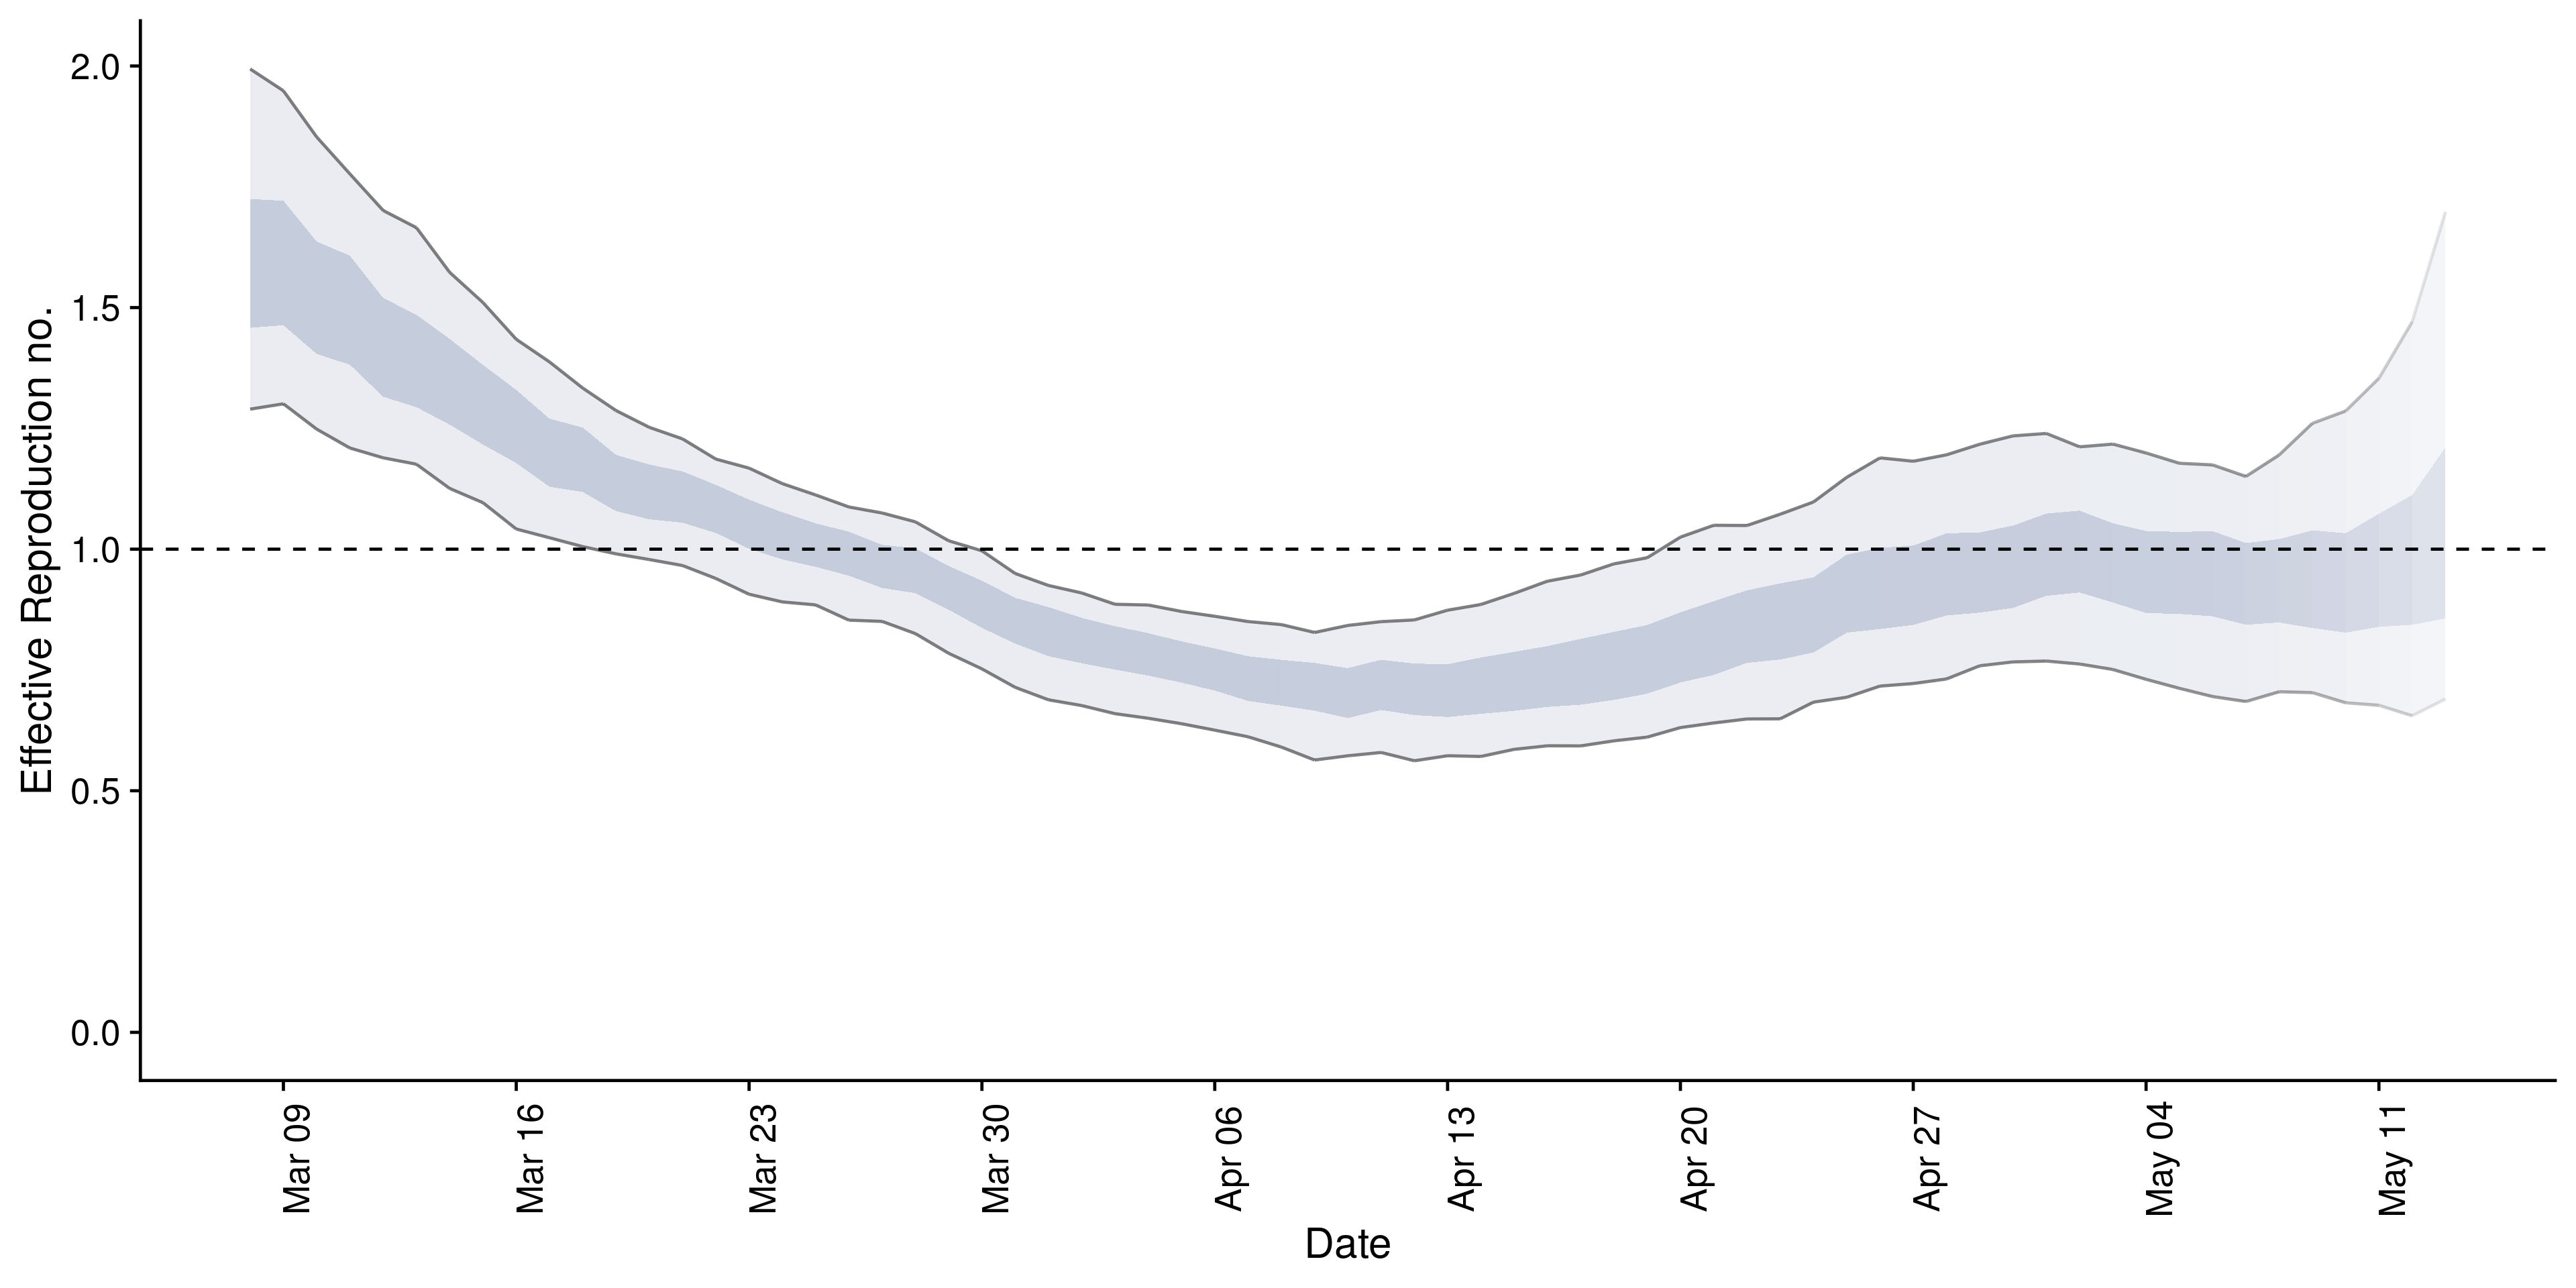 Effective Reproduction no.
2.0
1.5
1.0
0.5
0.0
Mar 09
Mar 16
Mar 23
Mar 30
Apr 06
Apr 13
Apr 20
Apr 27
May 04
May 11
Date